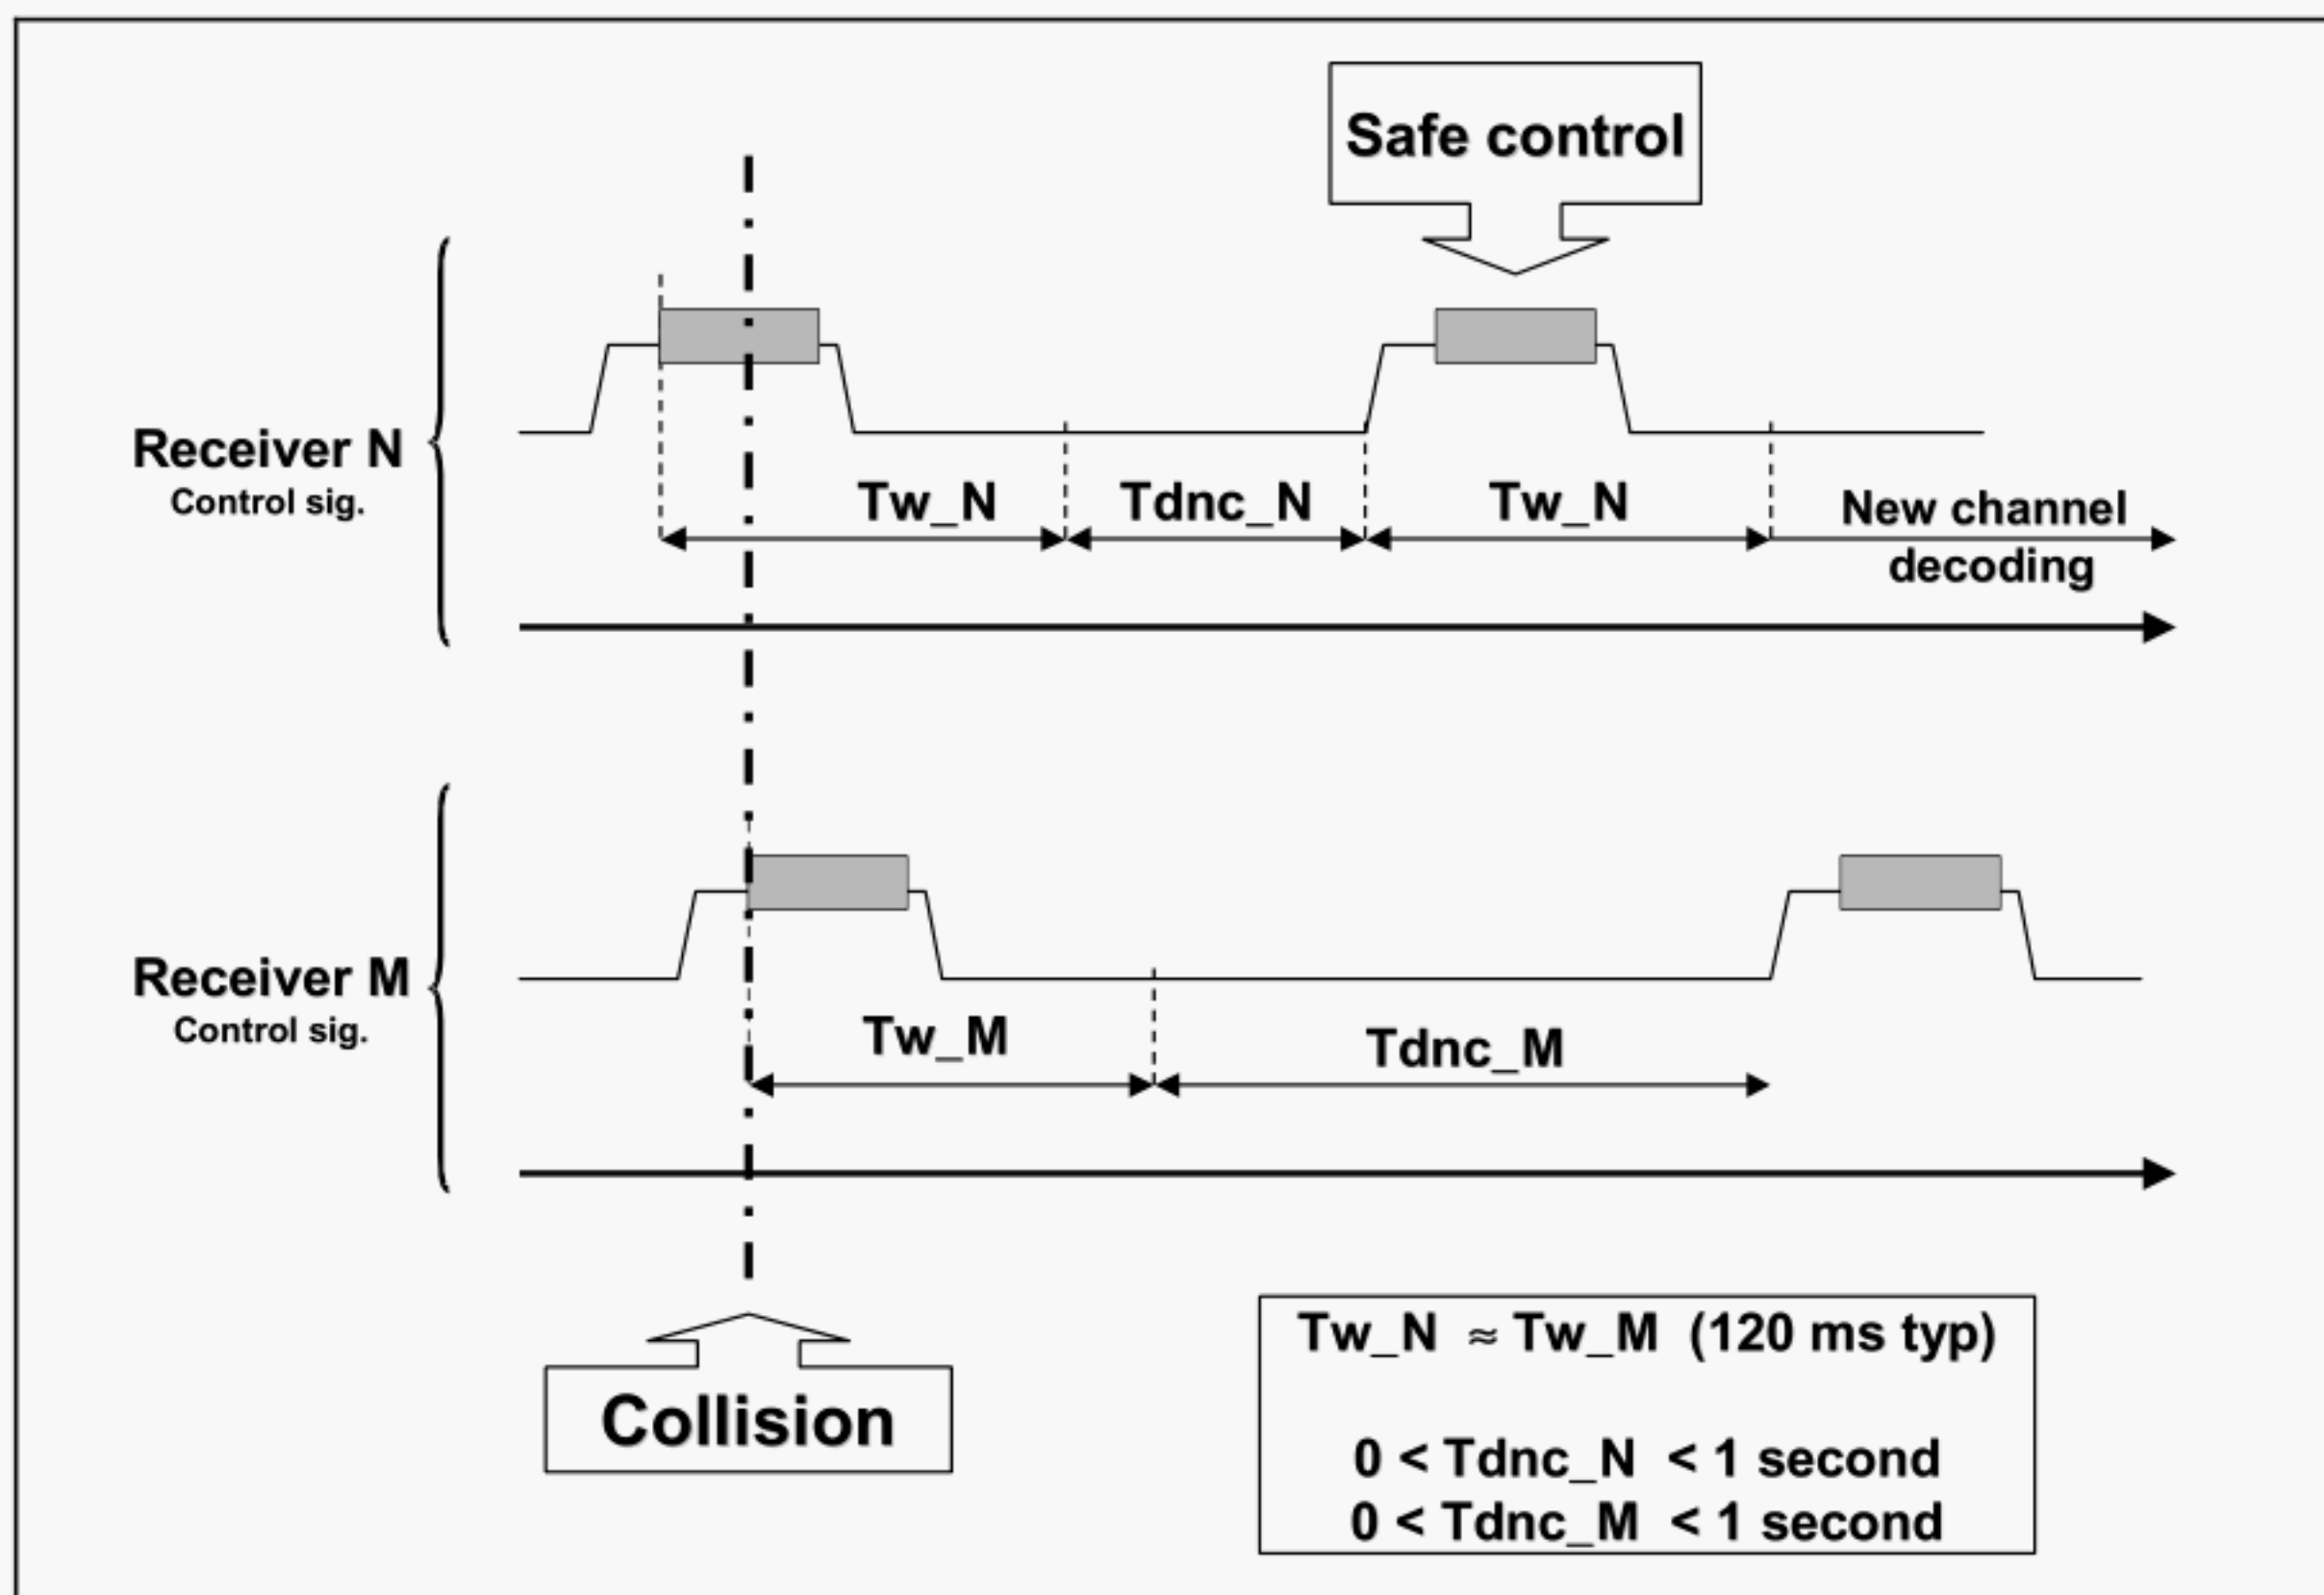 Safe control
Receiver N
Control sig.
Tw_N
Tdnc_N
Tw_N
New channel
decoding
Receiver M
Control sig.
Tw_M
Tdnc_M
Collision
Tw_N ≈ Tw_M (120 ms typ)
0 < Tdnc_N < 1 second
0 < Tdnc_M < 1 second